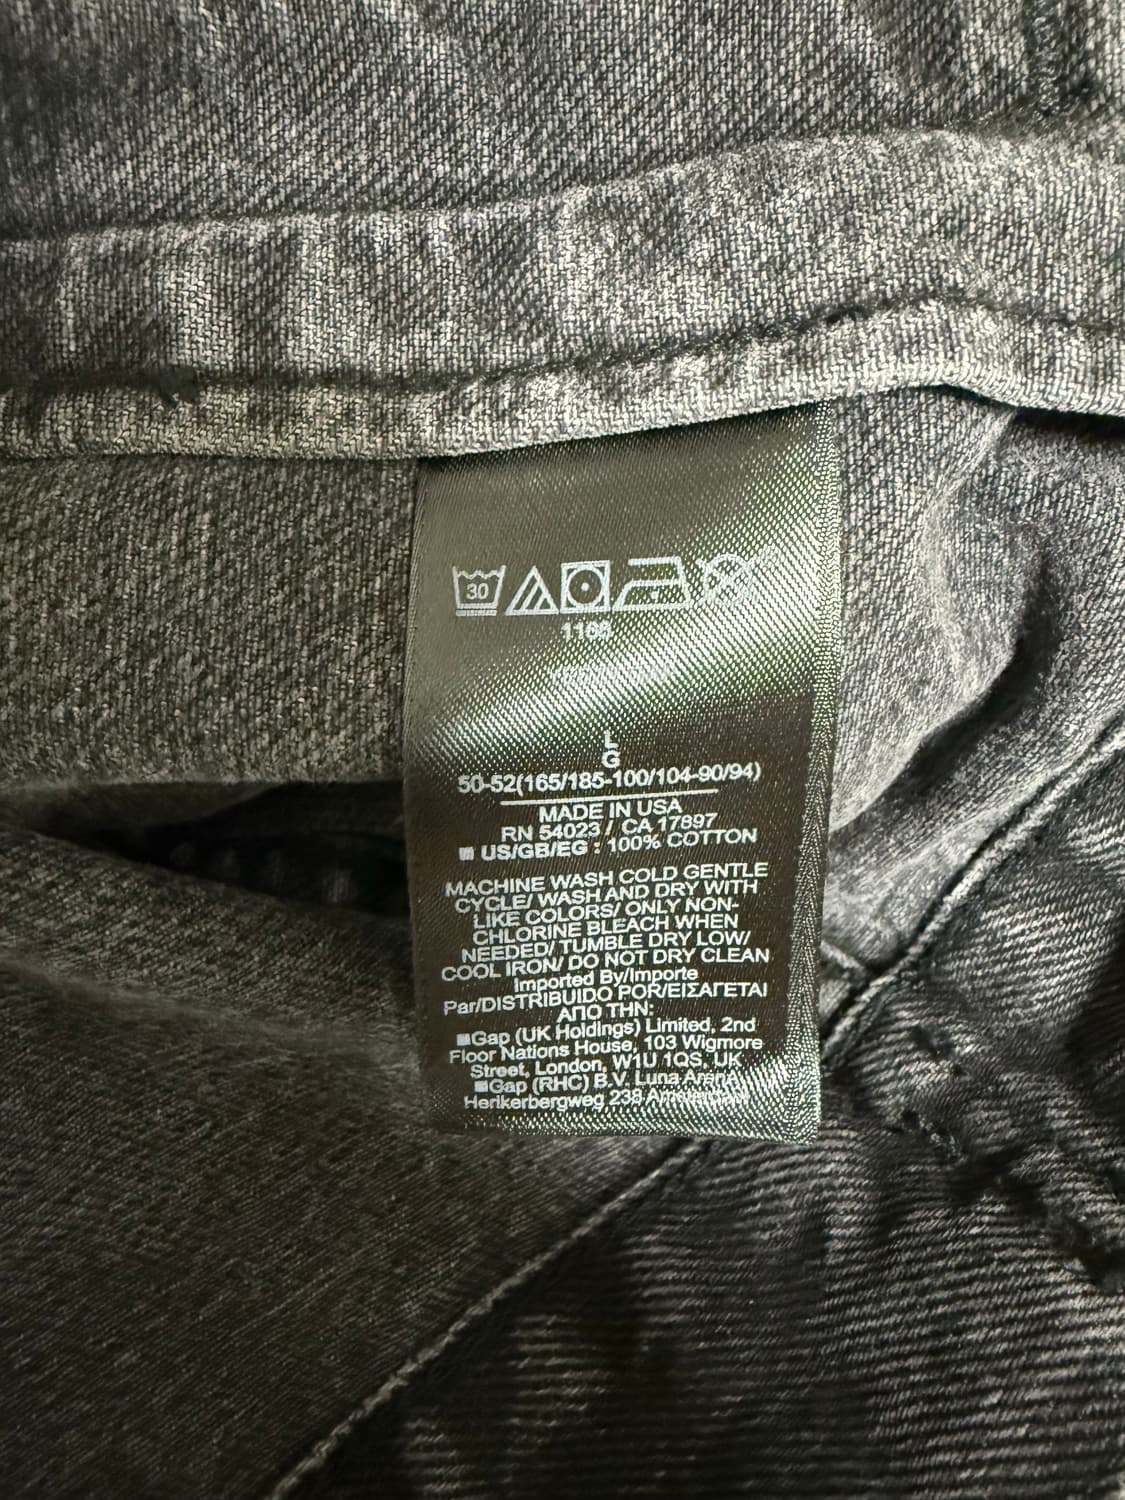 30
L
G
50-52(165/185-100/104-90/94)
MADE IN USA
RN 54023 / CA 17897
US/GB/EG : 100% COTTON
MACHINE WASH COLD GENTLE
CYCLE/ WASH AND DRY WITH
LIKE COLORS/ ONLY NON-
CHLORINE BLEACH WHEN
NEEDED/ TUMBLE DRY LOW/
COOL IRON/ DO NOT DRY CLEAN
Imported By/Importe
Par/DISTRIBUIDO POR/ΕΙΣΑΓΕΤΑΙ
ΑΠΟ ΤΗΝ:
Gap (UK Holdings) Limited, 2nd
Floor Nations House, 103 Wigmore
Street, London, W1U 1QS, UK
Gap (RHC) B.V. Luna Arena
Herikerbergweg 238